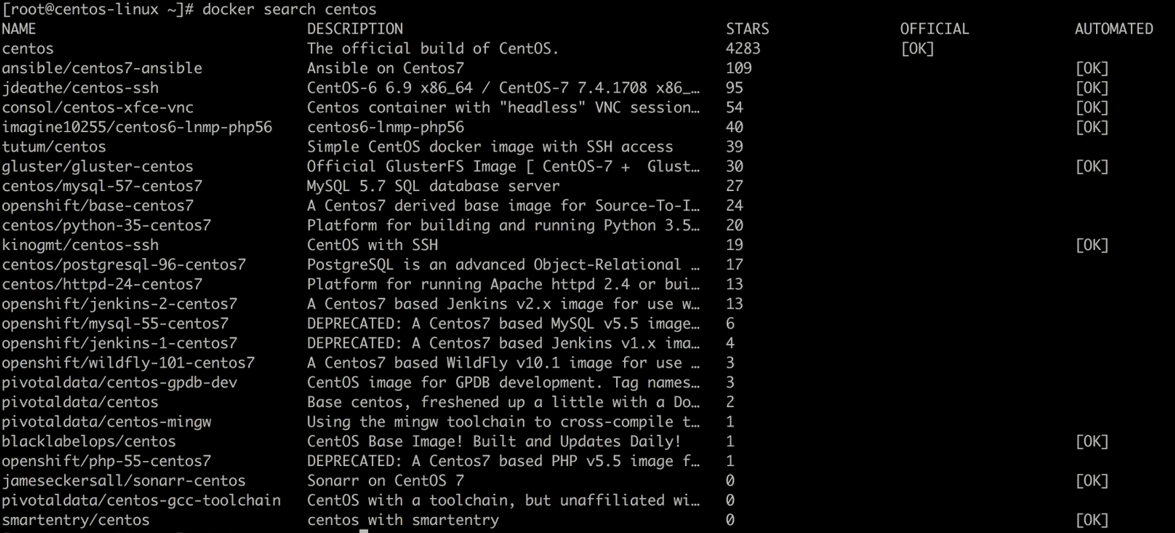 [root@centos-linux ~]# docker search centos
NAME DESCRIPTION STARS OFFICIAL AUTOMATED
centos The official build of CentOS. 4283 [OK]
ansible/centos7-ansible Ansible on Centos7 109 [OK]
jdeathe/centos-ssh CentOS-6 6.9 x86_64 / CentOS-7 7.4.1708 x86_… 95 [OK]
consol/centos-xfce-vnc Centos container with "headless" VNC session… 54 [OK]
imagine10255/centos6-lnmp-php56 centos6-lnmp-php56 40 [OK]
tutum/centos Simple CentOS docker image with SSH access 39
gluster/gluster-centos Official GlusterFS Image [ CentOS-7 +  Glust… 30 [OK]
centos/mysql-57-centos7 MySQL 5.7 SQL database server 27
openshift/base-centos7 A Centos7 derived base image for Source-To-I… 24
centos/python-35-centos7 Platform for building and running Python 3.5… 20
kinogmt/centos-ssh CentOS with SSH 19 [OK]
centos/postgresql-96-centos7 PostgreSQL is an advanced Object-Relational … 17
centos/httpd-24-centos7 Platform for running Apache httpd 2.4 or bui… 13
openshift/jenkins-2-centos7 A Centos7 based Jenkins v2.x image for use w… 13
openshift/mysql-55-centos7 DEPRECATED: A Centos7 based MySQL v5.5 image… 6
openshift/jenkins-1-centos7 DEPRECATED: A Centos7 based Jenkins v1.x ima… 4
openshift/wildfly-101-centos7 A Centos7 based WildFly v10.1 image for use … 3
pivotaldata/centos-gpdb-dev CentOS image for GPDB development. Tag names… 3
pivotaldata/centos Base centos, freshened up a little with a Do… 2
pivotaldata/centos-mingw Using the mingw toolchain to cross-compile t… 1
blacklabelops/centos CentOS Base Image! Built and Updates Daily! 1 [OK]
openshift/php-55-centos7 DEPRECATED: A Centos7 based PHP v5.5 image f… 1
jameseckersall/sonarr-centos Sonarr on CentOS 7 0 [OK]
pivotaldata/centos-gcc-toolchain CentOS with a toolchain, but unaffiliated wi… 0
smartentry/centos centos with smartentry 0 [OK]